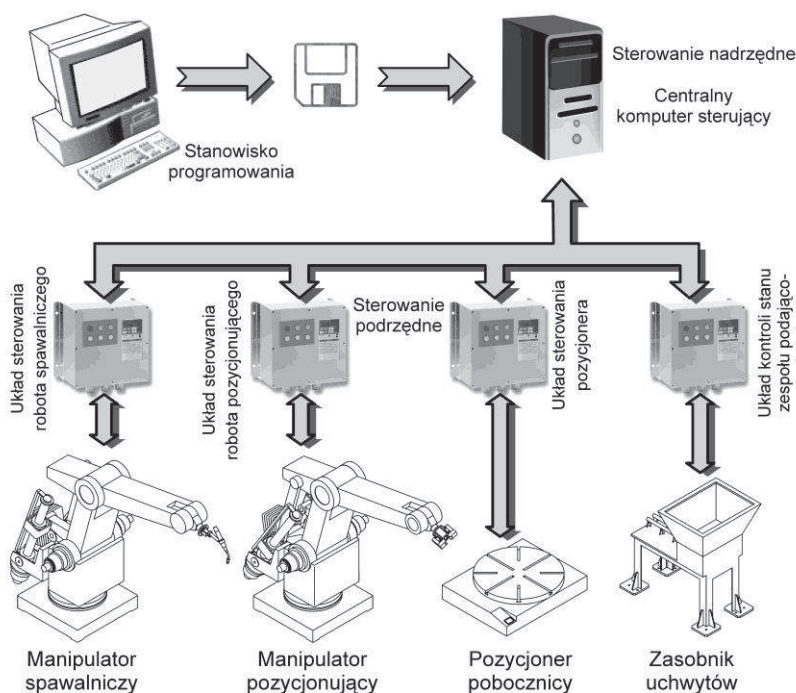 Sterowanie nadrzędne
Centralny
komputer sterujący
Stanowisko
programowania
Układ sterowania
robota spawalniczego
Układ sterowania
robota pozycjonującego
Sterowanie
podrzędne
Układ sterowania
pozycjonera
Układ kontroli stanu
zespołu podająco-
Manipulator
spawalniczy
Manipulator
pozycjonujący
Pozycjoner
pobocznicy
Zasobnik
uchwytów